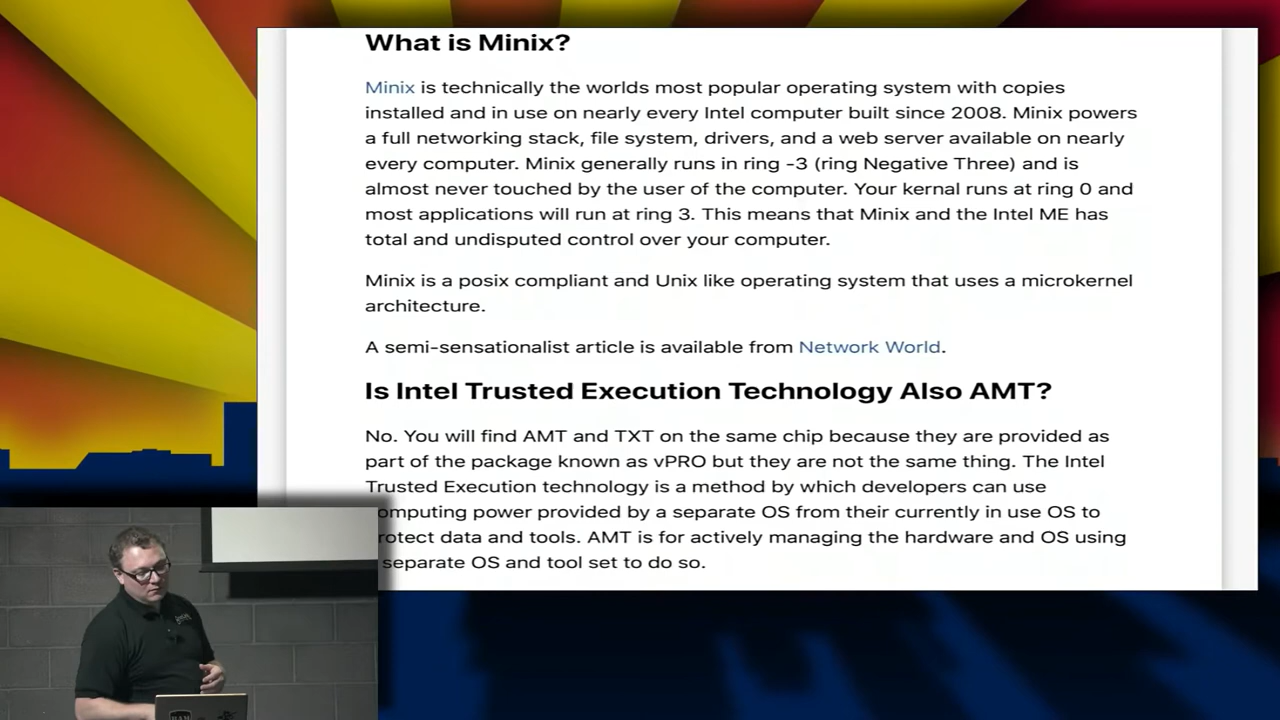 What is Minix?
Minix is technically the worlds most popular operating system with copies
installed and in use on nearly every Intel computer built since 2008. Minix powers
a full networking stack, file system, drivers, and a web server available on nearly
every computer. Minix generally runs in ring -3 (ring Negative Three) and is
almost never touched by the user of the computer. Your kernal runs at ring 0 and
most applications will run at ring 3. This means that Minix and the Intel ME has
total and undisputed control over your computer.
Minix is a posix compliant and Unix like operating system that uses a microkernel
architecture.
A semi-sensationalist article is available from Network World.
Is Intel Trusted Execution Technology Also AMT?
No. You will find AMT and TXT on the same chip because they are provided as
part of the package known as vPRO but they are not the same thing. The Intel
Trusted Execution technology is a method by which developers can use
omputing power provided by a separate OS from their currently in use OS to
rotect data and tools. AMT is for actively managing the hardware and OS using
separate OS and tool set to do so.